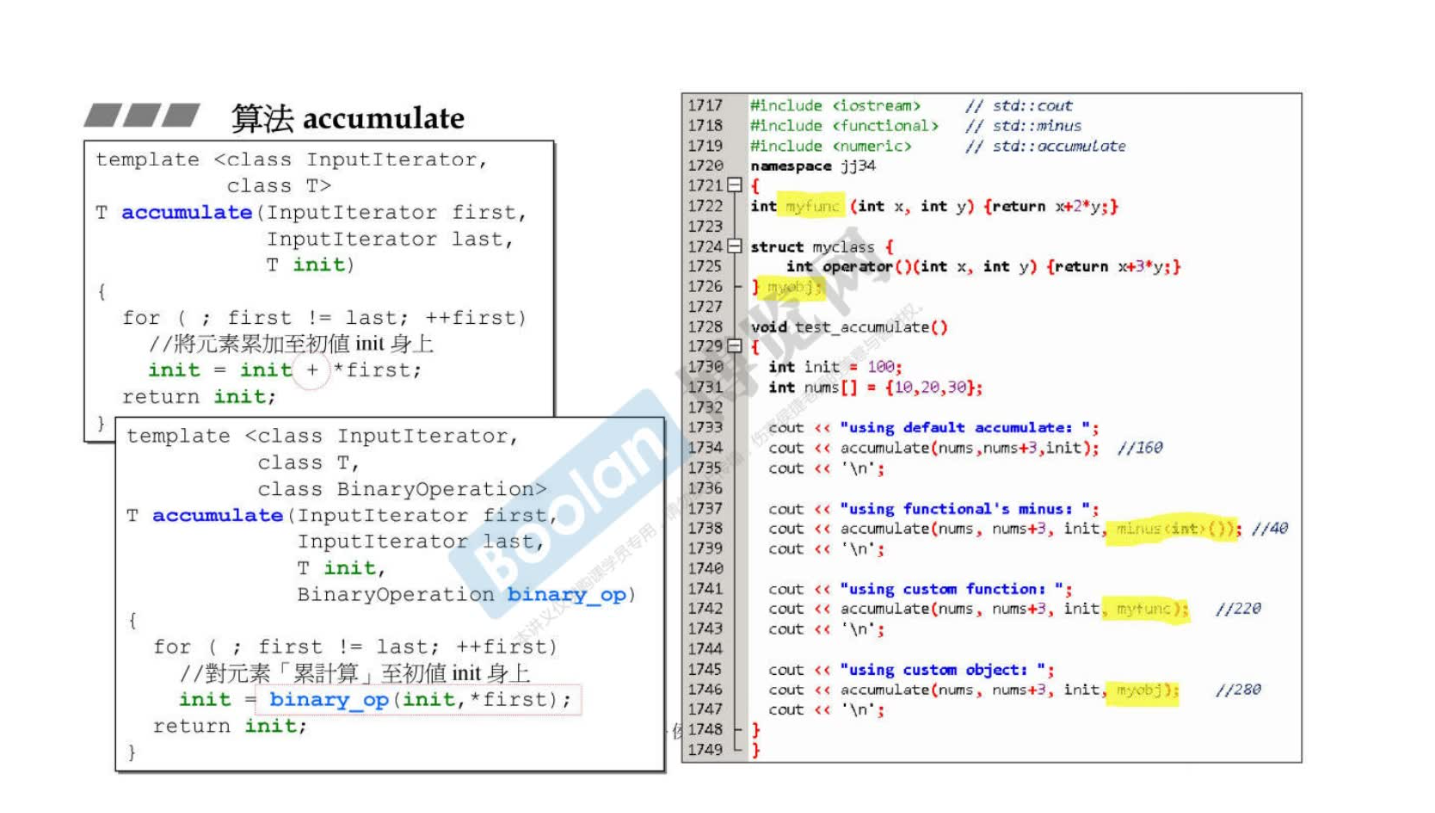 算法 accumulate
template <class InputIterator,
class T>
T accumulate(InputIterator first,
InputIterator last,
T init)
{
for ( ; first != last; ++first)
//將元素累加至初值 init 身上
init = init + *first;
return init;
}
template <class InputIterator,
class T,
class BinaryOperation>
T accumulate(InputIterator first,
InputIterator last,
T init,
BinaryOperation binary_op)
{
for ( ; first != last; ++first)
//對元素「累計算」至初值 init 身上
init = binary_op(init,*first);
return init;
}
1717 #include <iostream> // std::cout
1718 #include <functional> // std::minus
1719 #include <numeric> // std::accumulate
1720 namespace jj34
1721 {
1722 int myfunc (int x, int y) {return x+2*y;}
1723
1724 struct myclass {
1725 int operator()(int x, int y) {return x+3*y;}
1726 } myobj;
1727
1728 void test_accumulate()
1729 {
1730 int init = 100;
1731 int nums[] = {10,20,30};
1732
1733 cout << "using default accumulate: ";
1734 cout << accumulate(nums,nums+3,init); //160
1735 cout << '\n';
1736
1737 cout << "using functional's minus: ";
1738 cout << accumulate(nums, nums+3, init, minus<int>()); //40
1739 cout << '\n';
1740
1741 cout << "using custom function: ";
1742 cout << accumulate(nums, nums+3, init, myfunc); //220
1743 cout << '\n';
1744
1745 cout << "using custom object: ";
1746 cout << accumulate(nums, nums+3, init, myobj); //280
1747 cout << '\n';
1748 }
1749 }
Boolan 博览网